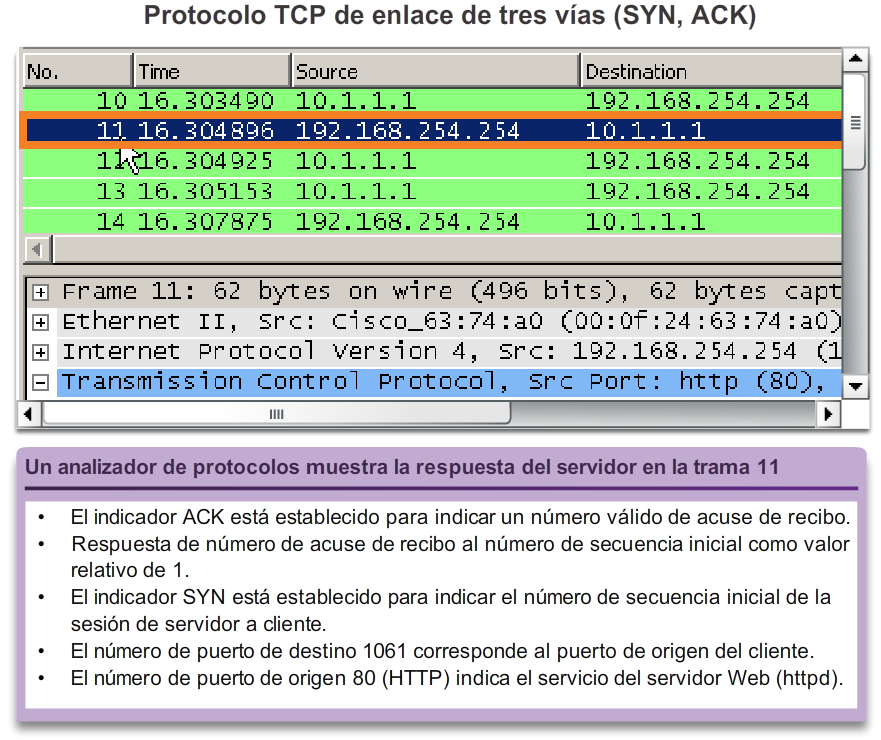 Protocolo TCP de enlace de tres vías (SYN, ACK)
No. Time Source Destination
10 16.303490 10.1.1.1 192.168.254.254
11 16.304896 192.168.254.254 10.1.1.1
12 16.304925 10.1.1.1 192.168.254.254
13 16.305153 10.1.1.1 192.168.254.254
14 16.307875 192.168.254.254 10.1.1.1
Frame 11: 62 bytes on wire (496 bits), 62 bytes capt
Ethernet II, Src: Cisco_63:74:a0 (00:0f:24:63:74:a0)
Internet Protocol Version 4, Src: 192.168.254.254 (1
Transmission Control Protocol, Src Port: http (80),
Un analizador de protocolos muestra la respuesta del servidor en la trama 11
• El indicador ACK está establecido para indicar un número válido de acuse de recibo.
• Respuesta de número de acuse de recibo al número de secuencia inicial como valor
relativo de 1.
• El indicador SYN está establecido para indicar el número de secuencia inicial de la
sesión de servidor a cliente.
• El número de puerto de destino 1061 corresponde al puerto de origen del cliente.
• El número de puerto de origen 80 (HTTP) indica el servicio del servidor Web (httpd).